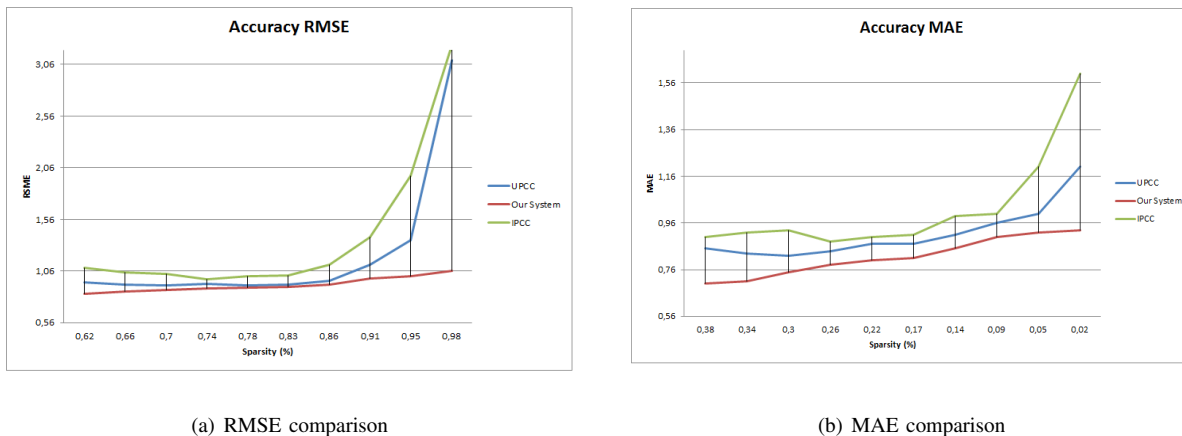 Accuracy RMSE
3,06
2,56
2,06
1,56
1,06
0,56
RSME
0,62 0,66 0,7 0,74 0,78 0,83 0,86 0,91 0,95 0,98
Sparsity (%)
UPCC
Our System
IPCC
(a) RMSE comparison
Accuracy MAE
1,56
1,36
1,16
0,96
0,76
0,56
MAE
0,38 0,34 0,3 0,26 0,22 0,17 0,14 0,09 0,05 0,02
Sparsity (%)
UPCC
Our System
IPCC
(b) MAE comparison